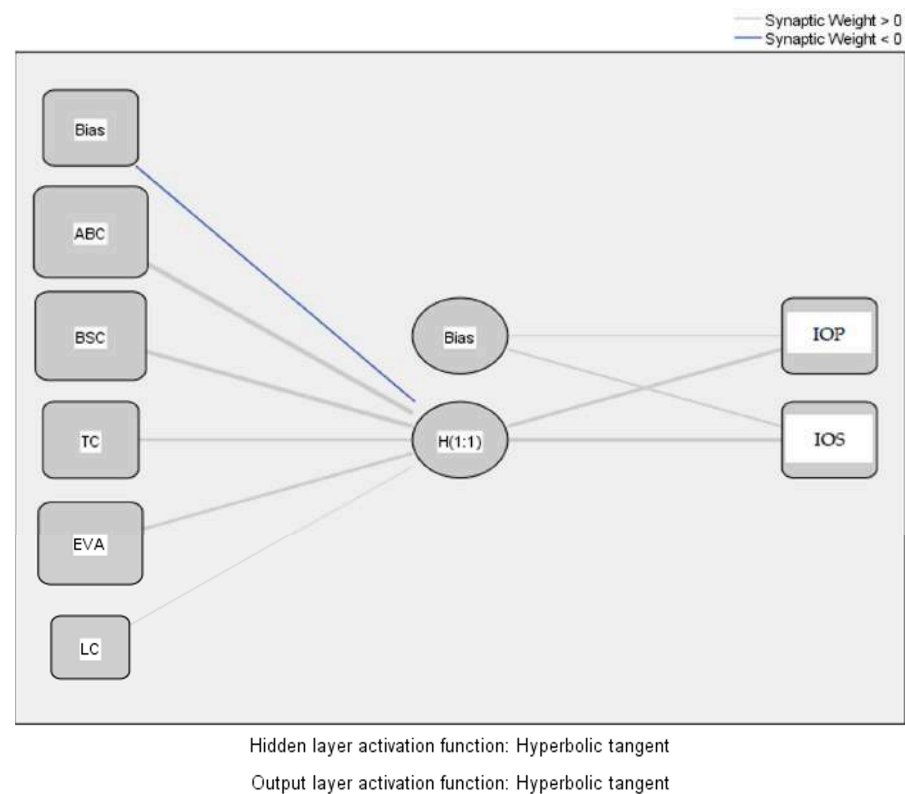 Synaptic Weight > 0
Synaptic Weight < 0
Bias
ABC
BSC
TC
EVA
LC
Bias
H(1:1)
IOP
IOS
Hidden layer activation function: Hyperbolic tangent
Output layer activation function: Hyperbolic tangent